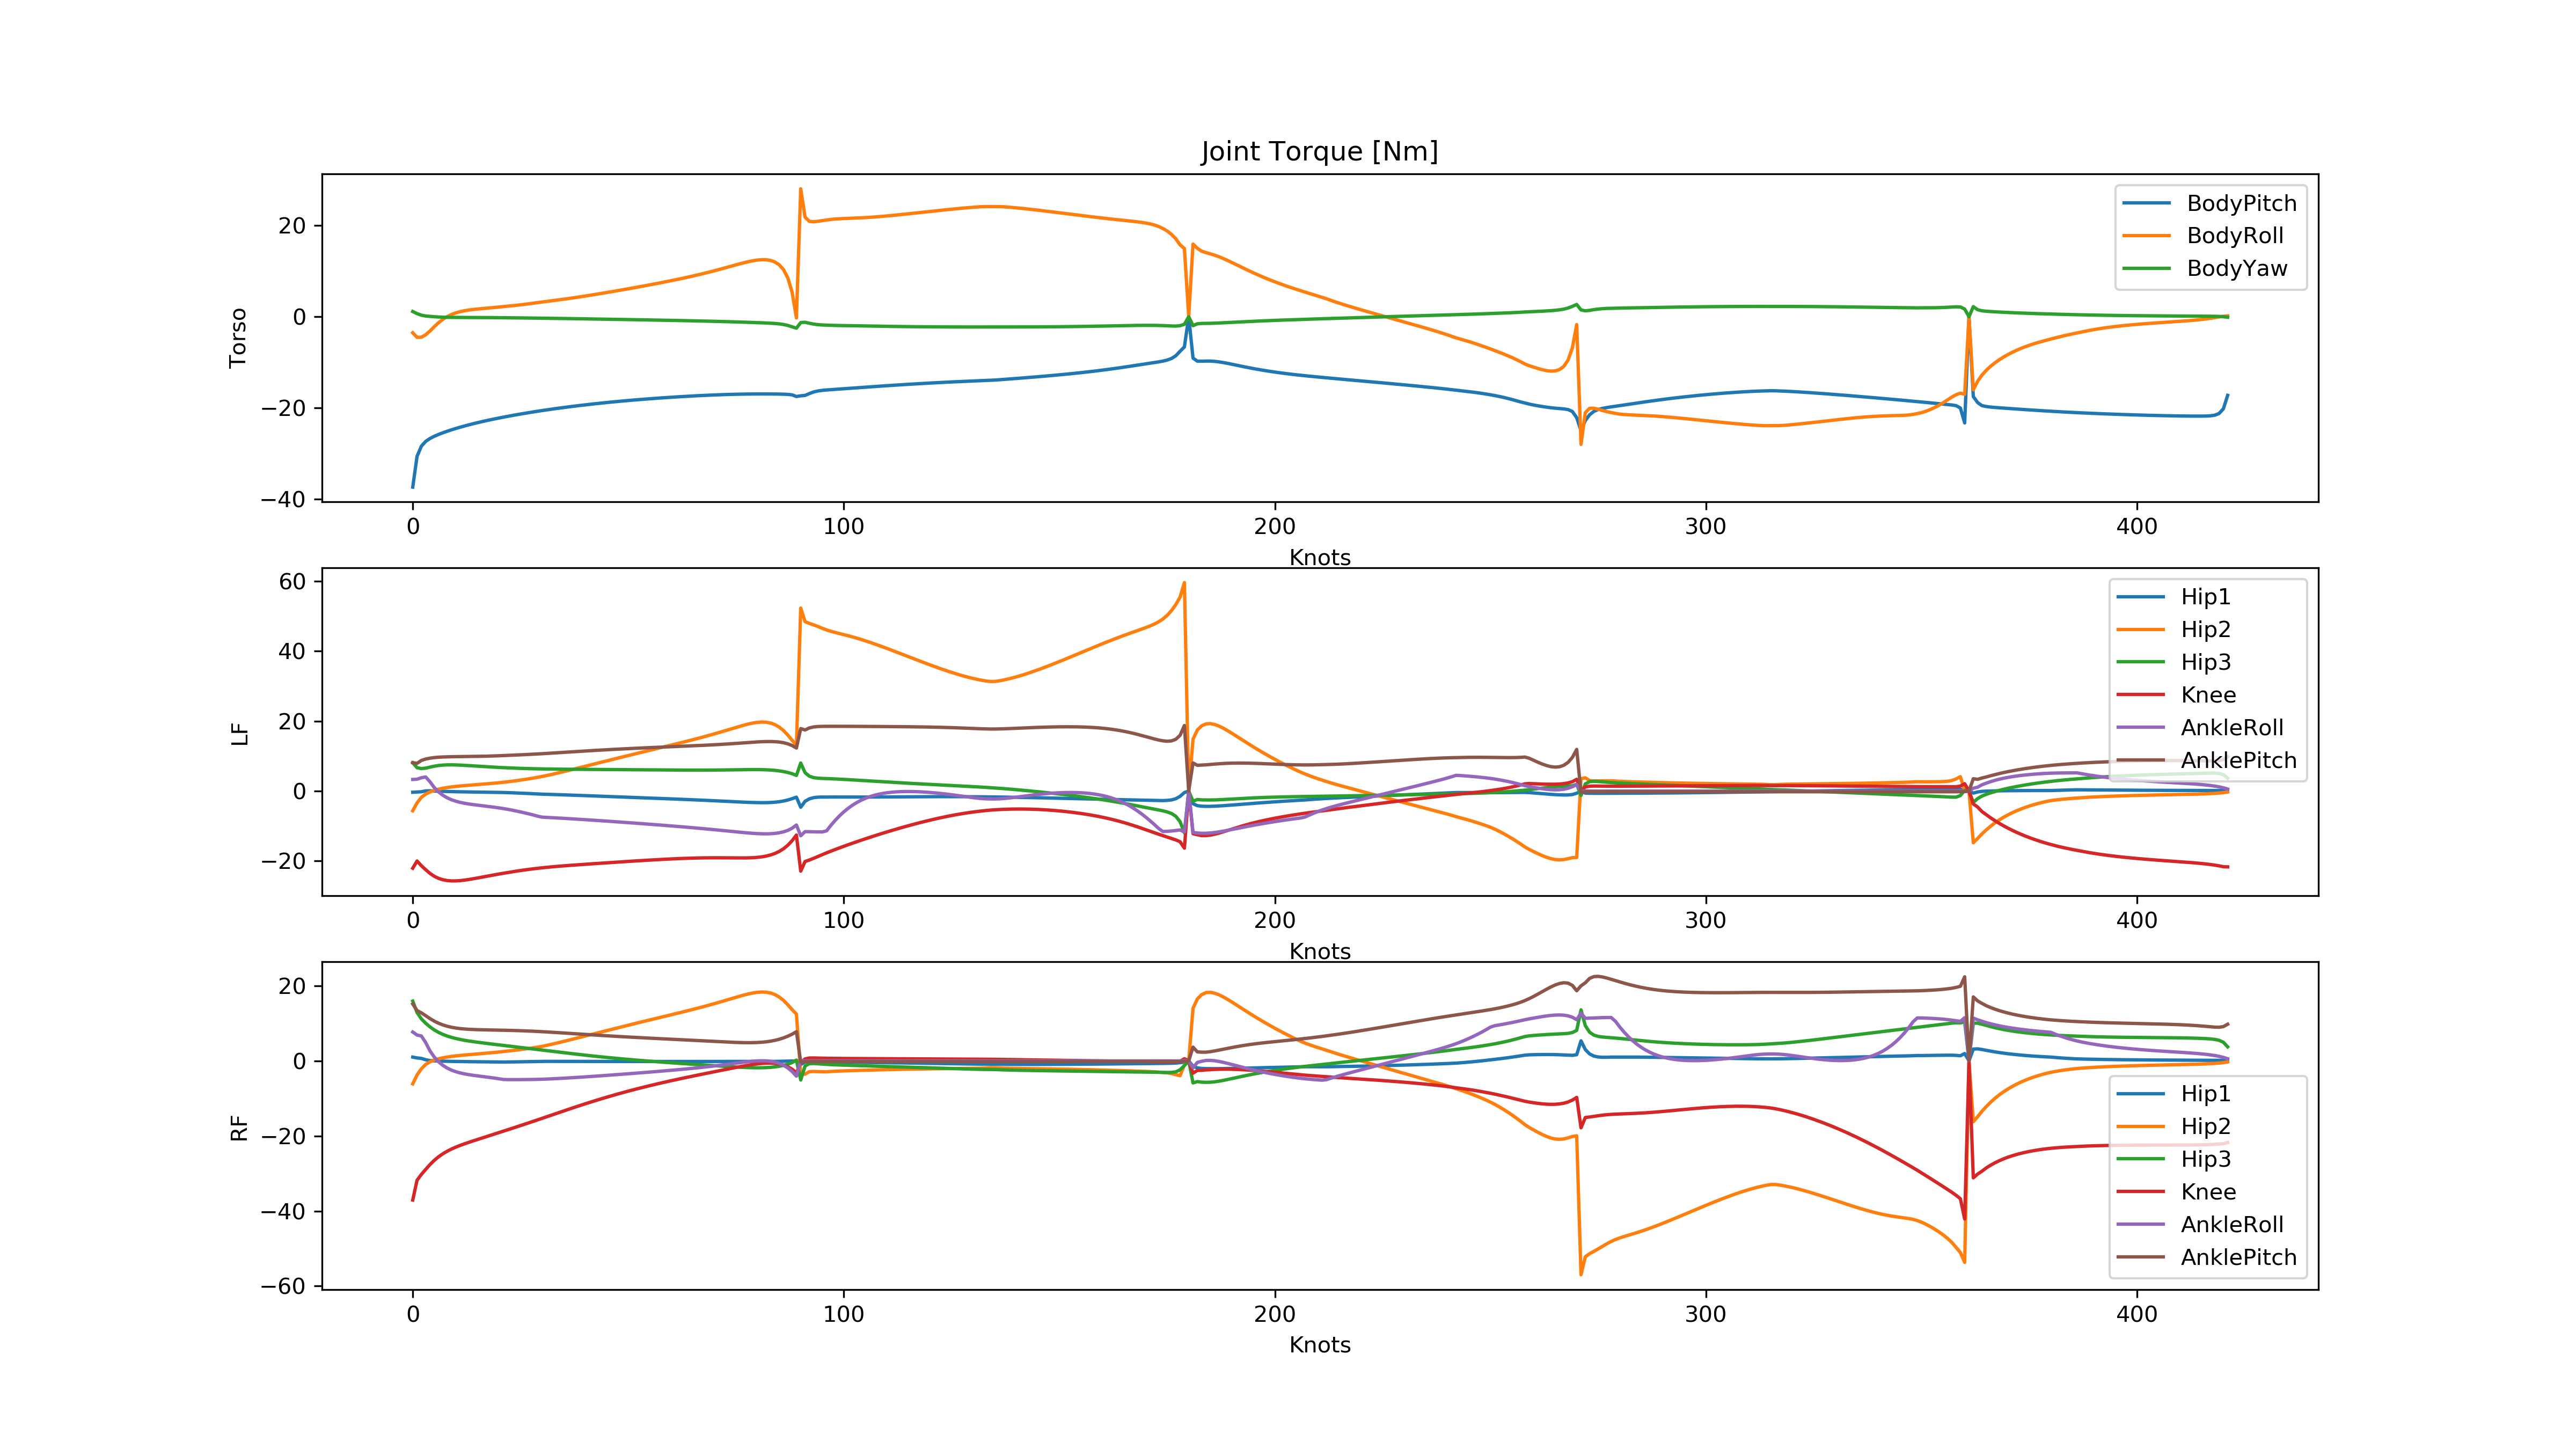 Joint Torque [Nm]
Torso
20
0
−20
−40
BodyPitch
BodyRoll
BodyYaw
0 100 200 300 400
Knots
LF
60
40
20
0
−20
Hip1
Hip2
Hip3
Knee
AnkleRoll
AnklePitch
0 100 200 300 400
Knots
RF
20
0
−20
−40
−60
Hip1
Hip2
Hip3
Knee
AnkleRoll
AnklePitch
0 100 200 300 400
Knots